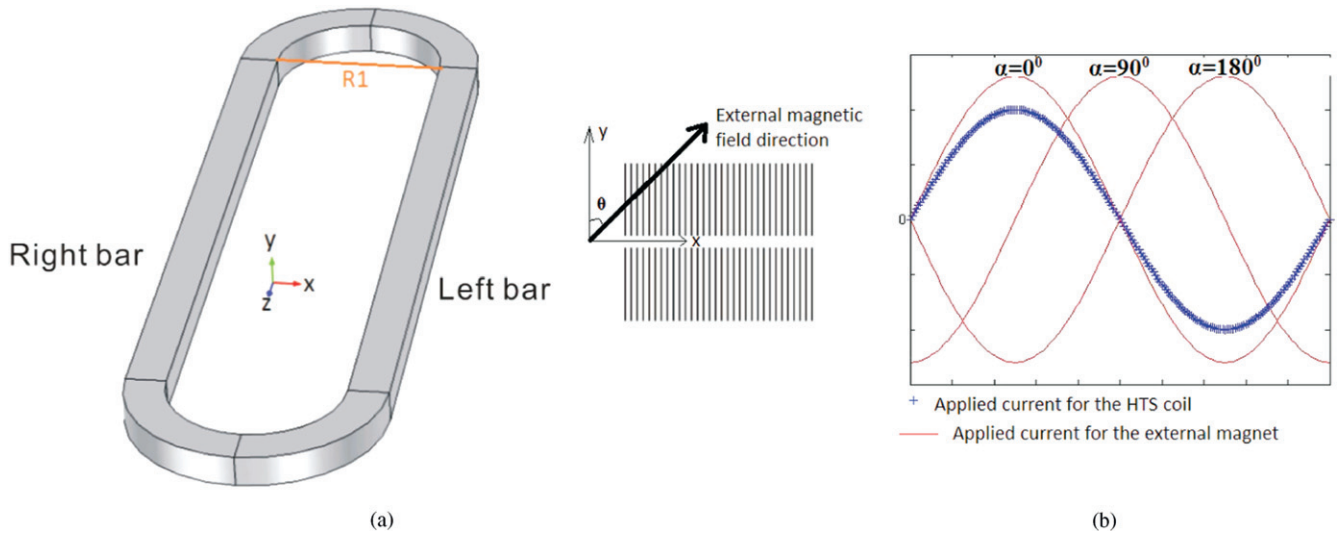 R1
Right bar
Left bar
y
x
z
External magnetic
field direction
y
θ
x
α=0⁰
α=90⁰
α=180⁰
0
+ Applied current for the HTS coil
Applied current for the external magnet
(a)
(b)